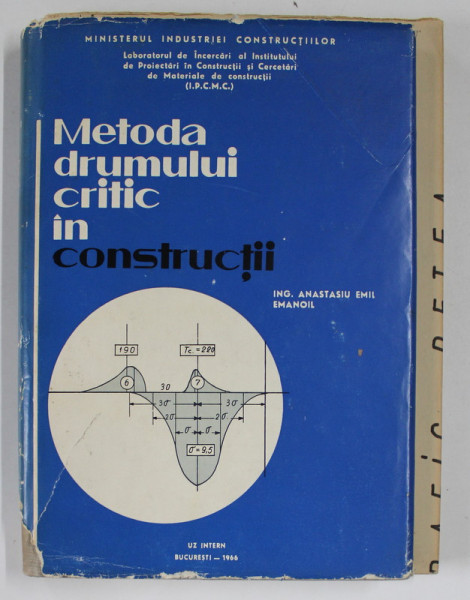 MINISTERUL INDUSTRIEI CONSTRUCȚIILOR
Laboratorul de Încercări al Institutului
de Proiectări în Construcții și Cercetări
de Materiale de construcții
(I.P.C.M.C.)
Metoda
drumului
critic
în
construcții
ING. ANASTASIU EMIL
EMANOIL
190
Tc.=220
6
30
7
3σ
3σ
2σ
2σ
σ
σ
σ=9,5
UZ INTERN
BUCUREȘTI — 1966